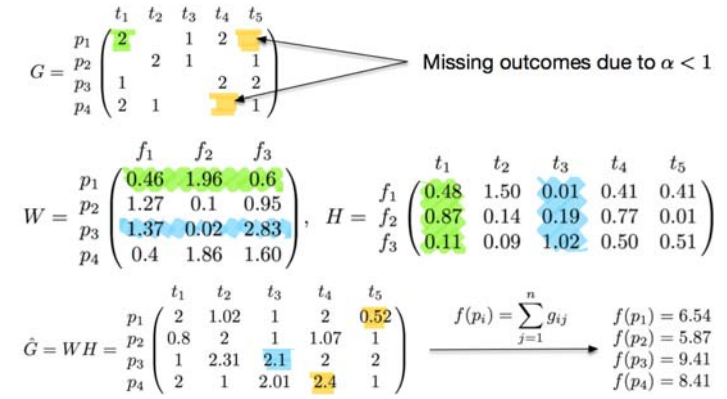 t₁ t₂ t₃ t₄ t₅
p₁ 2 1 2
p₂ 2 1 1
G =
p₃ 1 2 2
p₄ 2 1 1
Missing outcomes due to α < 1
f₁ f₂ f₃
p₁ 0.46 1.96 0.6
p₂ 1.27 0.1 0.95
W =
p₃ 1.37 0.02 2.83
p₄ 0.4 1.86 1.60
,
t₁ t₂ t₃ t₄ t₅
f₁ 0.48 1.50 0.01 0.41 0.41
H = f₂ 0.87 0.14 0.19 0.77 0.01
f₃ 0.11 0.09 1.02 0.50 0.51
t₁ t₂ t₃ t₄ t₅
p₁ 2 1.02 1 2 0.52
p₂ 0.8 2 1 1.07 1
Ĝ = WH =
p₃ 1 2.31 2.1 2 2
p₄ 2 1 2.01 2.4 1
f(pᵢ) = ∑ⁿⱼ₌₁ gᵢⱼ
f(p₁) = 6.54
f(p₂) = 5.87
f(p₃) = 9.41
f(p₄) = 8.41